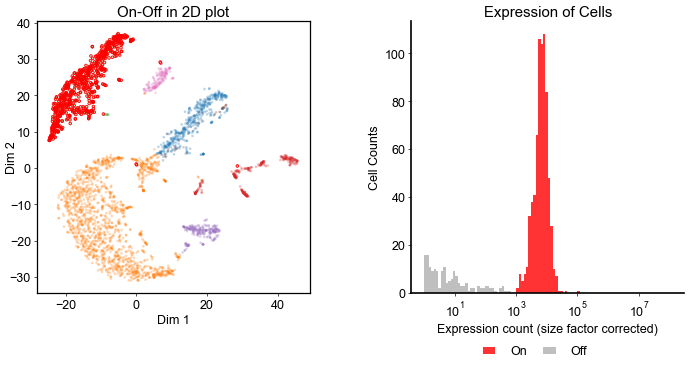 On-Off in 2D plot
40
30
20
10
0
−10
−20
−30
Dim 2
−20
0
20
40
Dim 1
Expression of Cells
100
80
60
40
20
0
Cell Counts
10^1
10^3
10^5
10^7
Expression count (size factor corrected)
On
Off